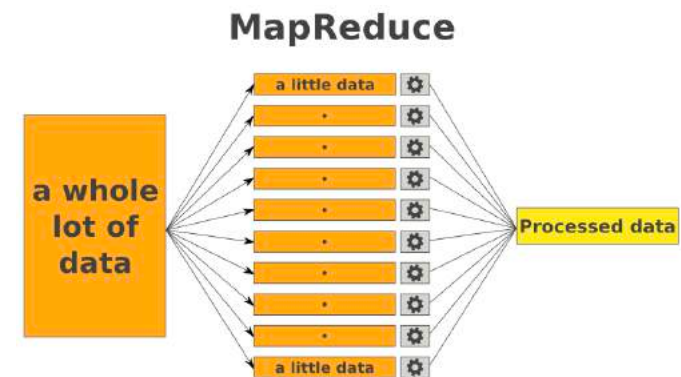 MapReduce
a whole
lot of
data
a little data
•
•
•
•
•
•
•
•
a little data
Processed data